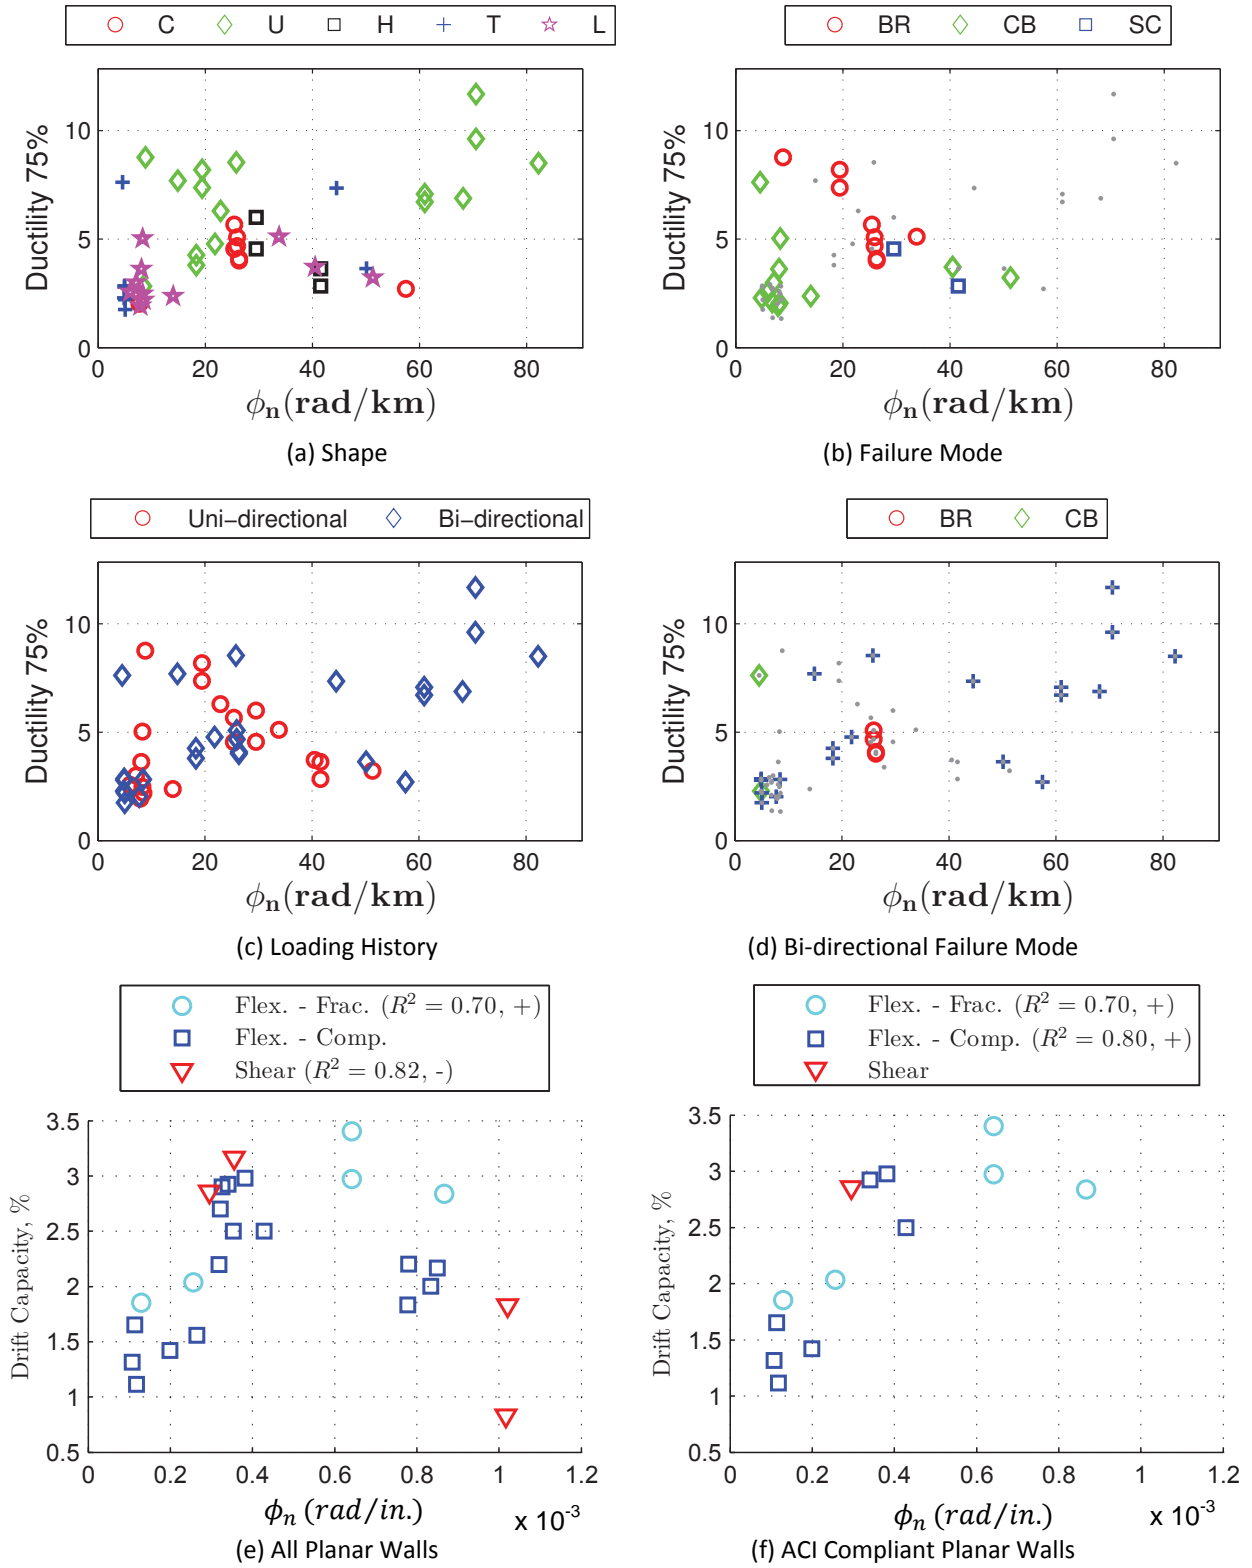 C U H T L
BR CB SC
Ductility 75%
10
5
0
0 20 40 60 80
ϕn(rad/km)
(a) Shape
Ductility 75%
10
5
0
0 20 40 60 80
ϕn(rad/km)
(b) Failure Mode
Uni-directional Bi-directional
BR CB
Ductility 75%
10
5
0
0 20 40 60 80
ϕn(rad/km)
(c) Loading History
Ductility 75%
10
5
0
0 20 40 60 80
ϕn(rad/km)
(d) Bi-directional Failure Mode
Flex. - Frac. (R² = 0.70, +)
Flex. - Comp.
Shear (R² = 0.82, -)
Flex. - Frac. (R² = 0.70, +)
Flex. - Comp. (R² = 0.80, +)
Shear
Drift Capacity, %
3.5
3
2.5
2
1.5
1
0.5
0 0.2 0.4 0.6 0.8 1 1.2
ϕn (rad/in.) x 10⁻³
(e) All Planar Walls
Drift Capacity, %
3.5
3
2.5
2
1.5
1
0.5
0 0.2 0.4 0.6 0.8 1 1.2
ϕn (rad/in.) x 10⁻³
(f) ACI Compliant Planar Walls